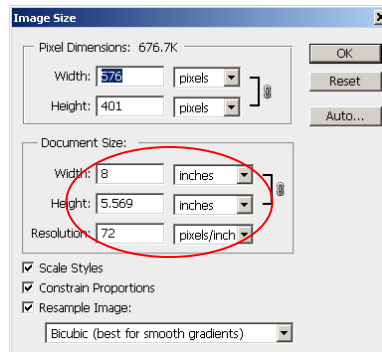 Image Size
Pixel Dimensions: 676.7K
Width: 576 pixels
Height: 401 pixels
OK
Reset
Auto...
Document Size:
Width: 8 inches
Height: 5.569 inches
Resolution: 72 pixels/inch
Scale Styles
Constrain Proportions
Resample Image:
Bicubic (best for smooth gradients)